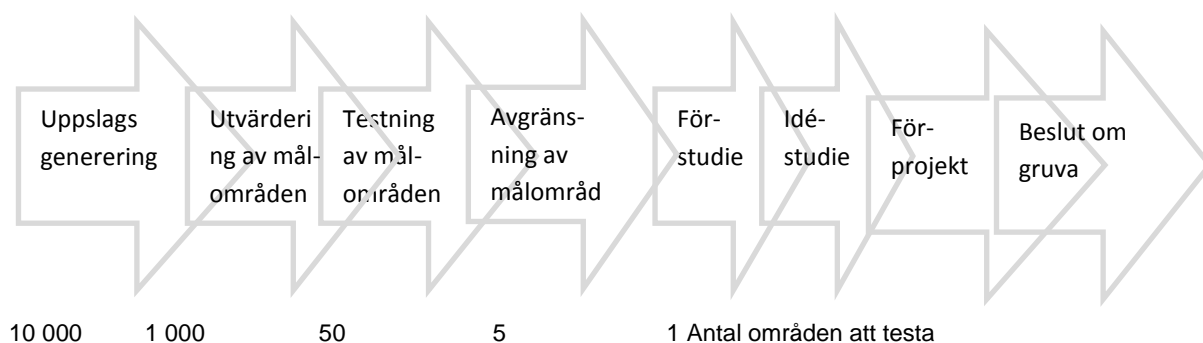 Uppslags
generering
Utvärderi
ng av mål-
områden
Testning
av mål-
områden
Avgräns-
ning av
målområd
För-
studie
Idé-
studie
För-
projekt
Beslut om
gruva
10 000 1 000 50 5 1 Antal områden att testa